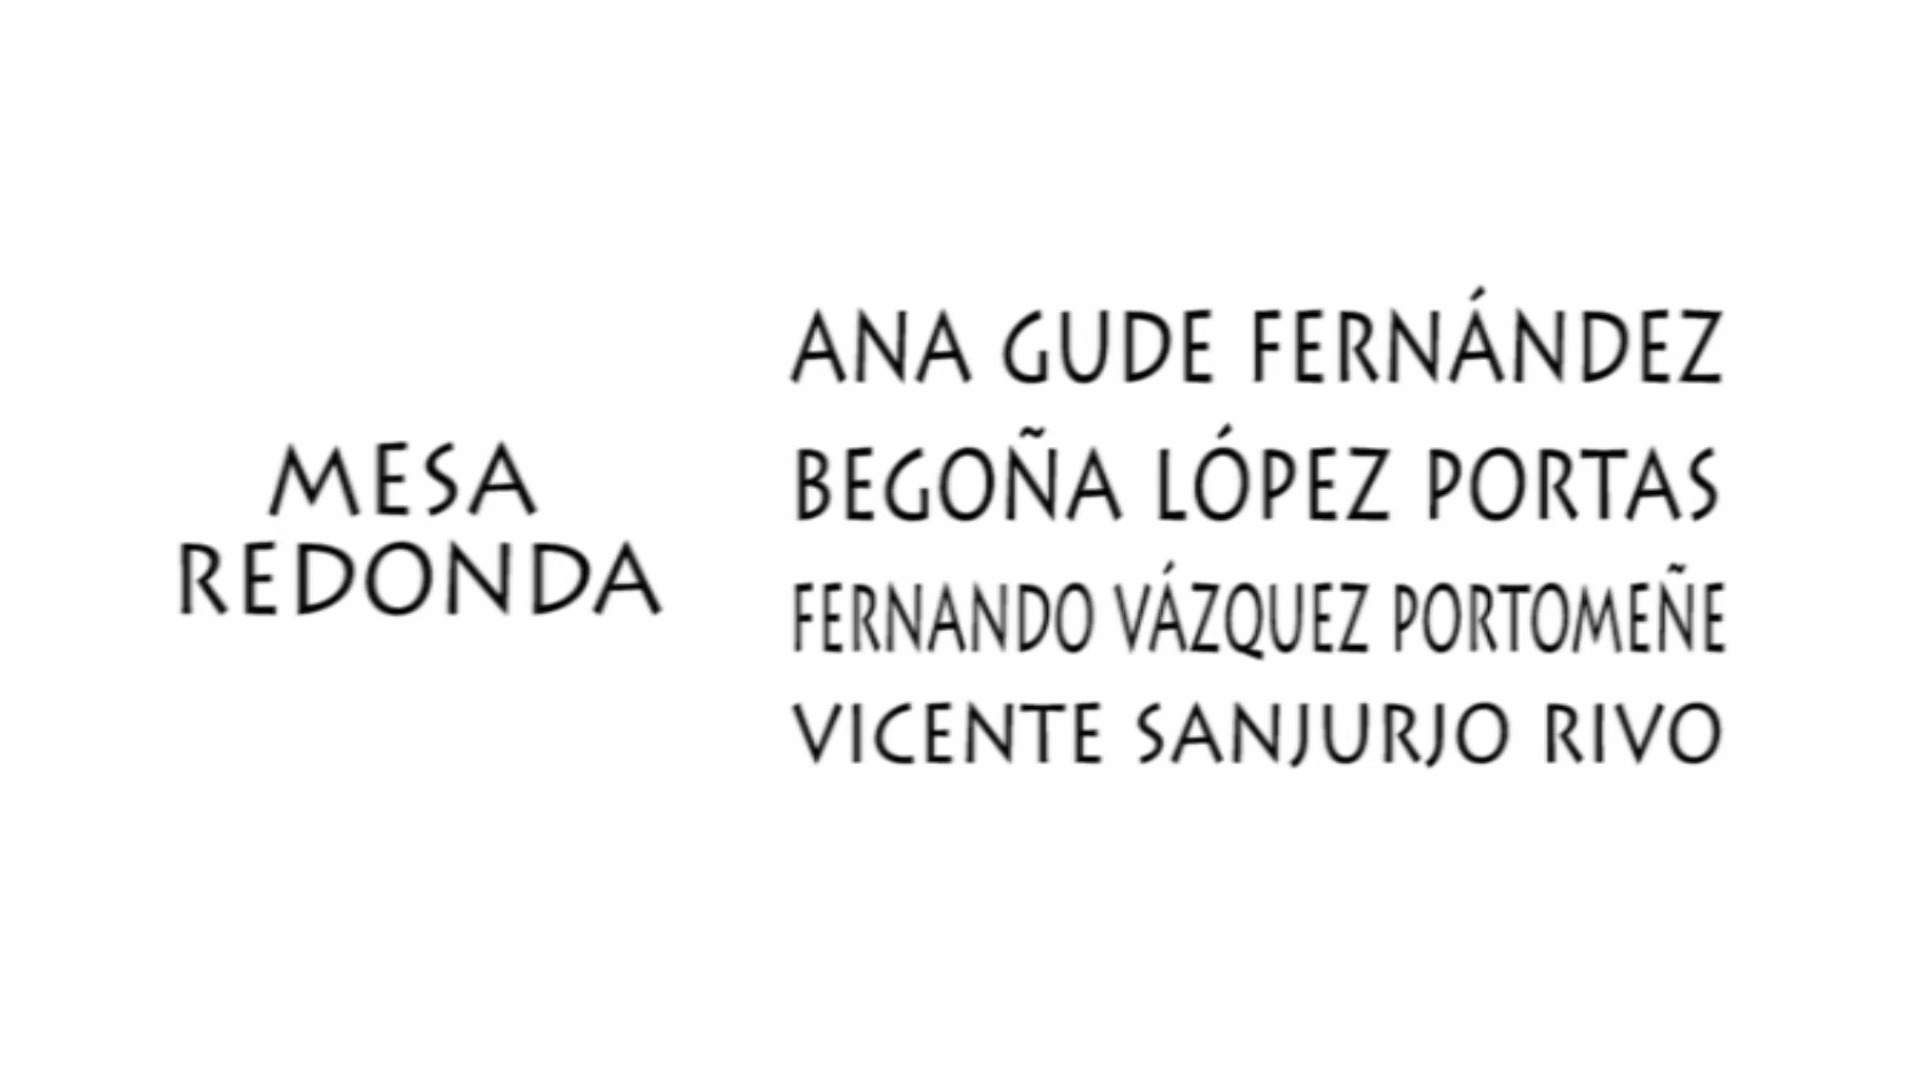 MESA
REDONDA
ANA GUDE FERNÁNDEZ
BEGOÑA LÓPEZ PORTAS
FERNANDO VÁZQUEZ PORTOMEÑE
VICENTE SANJURJO RIVO